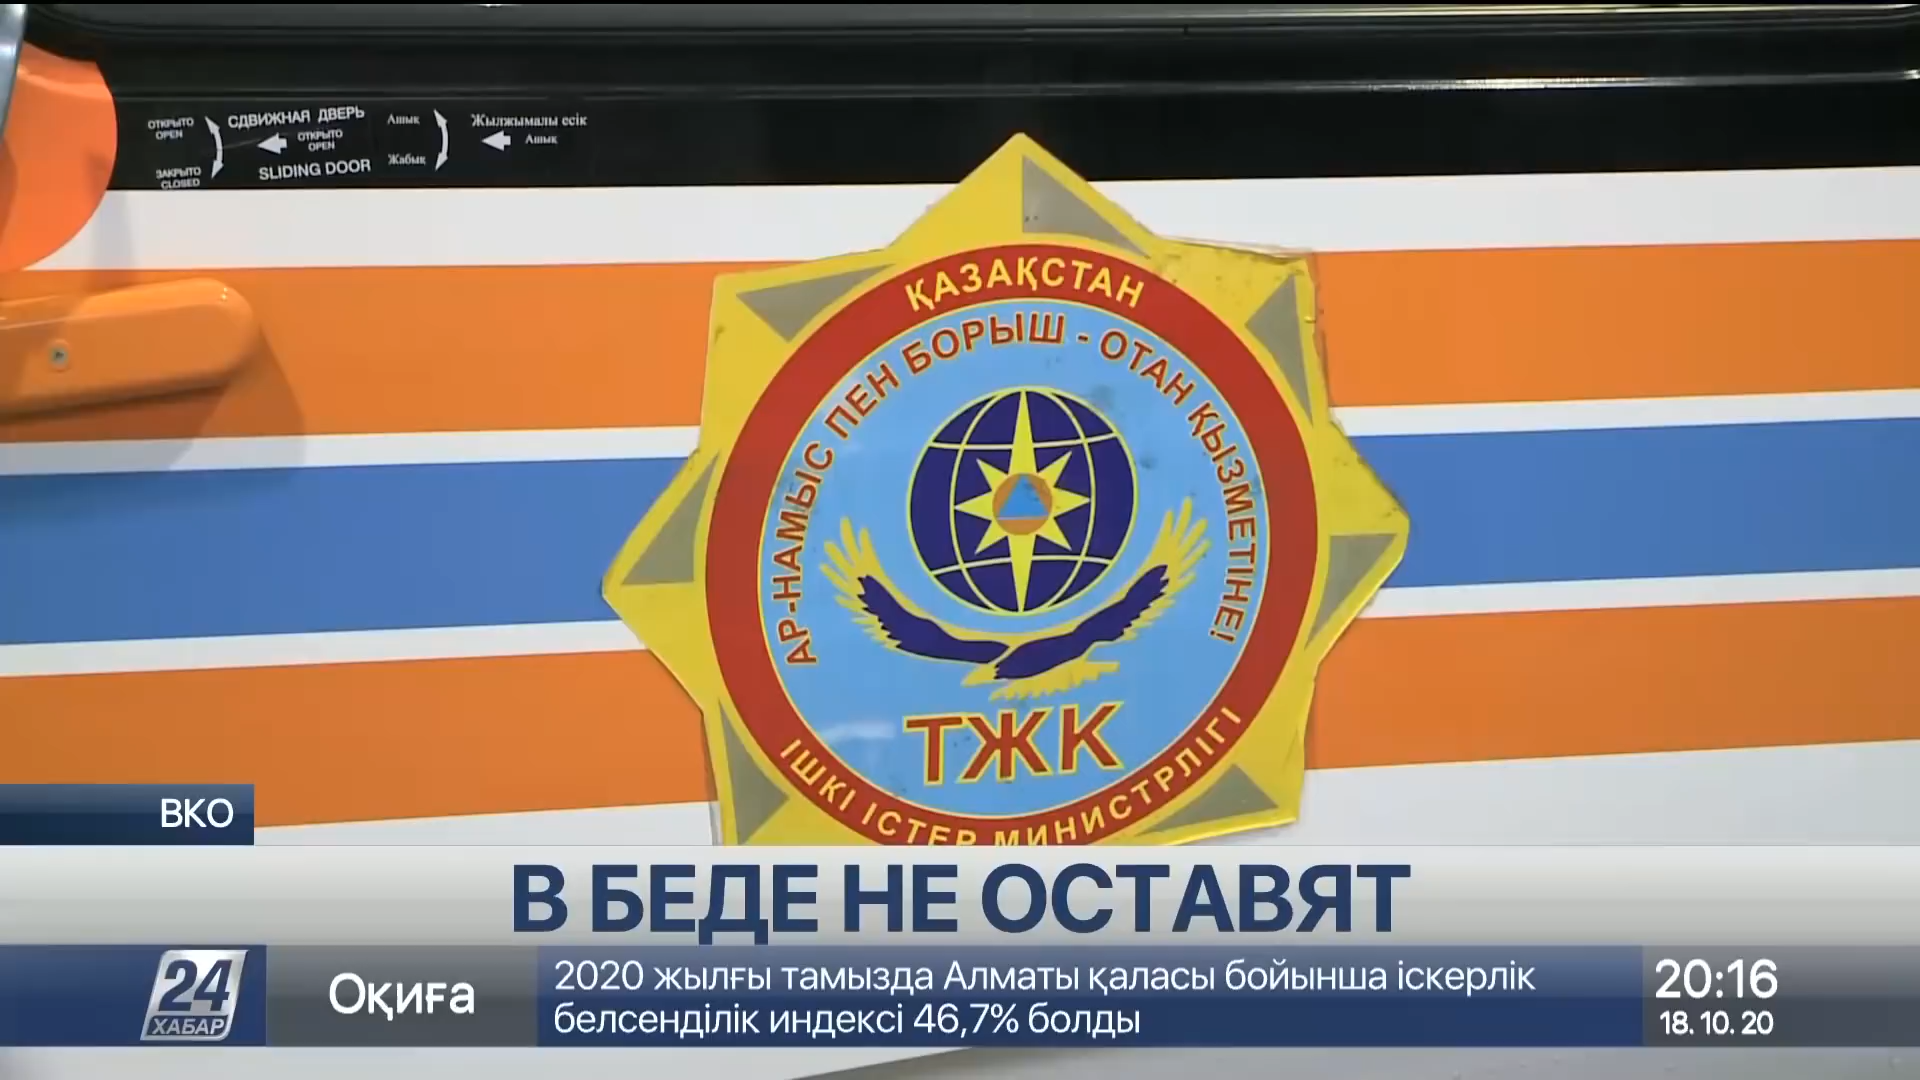 ОТКРЫТО
OPEN
ЗАКРЫТО
CLOSED
СДВИЖНАЯ ДВЕРЬ
ОТКРЫТО
OPEN
SLIDING DOOR
Ашық
Жабық
Жылжымалы есік
Ашық
ҚАЗАҚСТАН
АР-НАМЫС ПЕН БОРЫШ - ОТАН ҚЫЗМЕТІНЕ!
ТЖК
ІШКІ ІСТЕР МИНИСТРЛІГІ
ВКО
В БЕДЕ НЕ ОСТАВЯТ
24
ХАБАР
Оқиға
2020 жылғы тамызда Алматы қаласы бойынша іскерлік
белсенділік индексі 46,7% болды
20:16
18. 10. 20